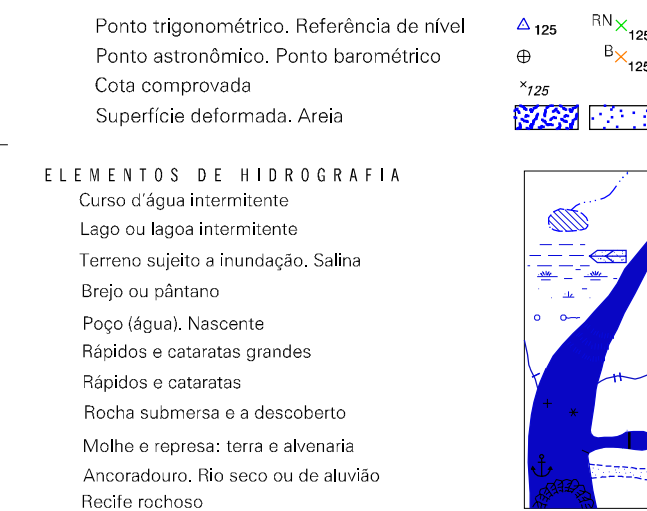 Ponto trigonométrico. Referência de nível 125 RN 125
Ponto astronômico. Ponto barométrico B 125
Cota comprovada 125
Superfície deformada. Areia
ELEMENTOS DE HIDROGRAFIA
Curso d'água intermitente
Lago ou lagoa intermitente
Terreno sujeito a inundação. Salina
Brejo ou pântano
Poço (água). Nascente
Rápidos e cataratas grandes
Rápidos e cataratas
Rocha submersa e a descoberto
Molhe e represa: terra e alvenaria
Ancoradouro. Rio seco ou de aluvião
Recife rochoso